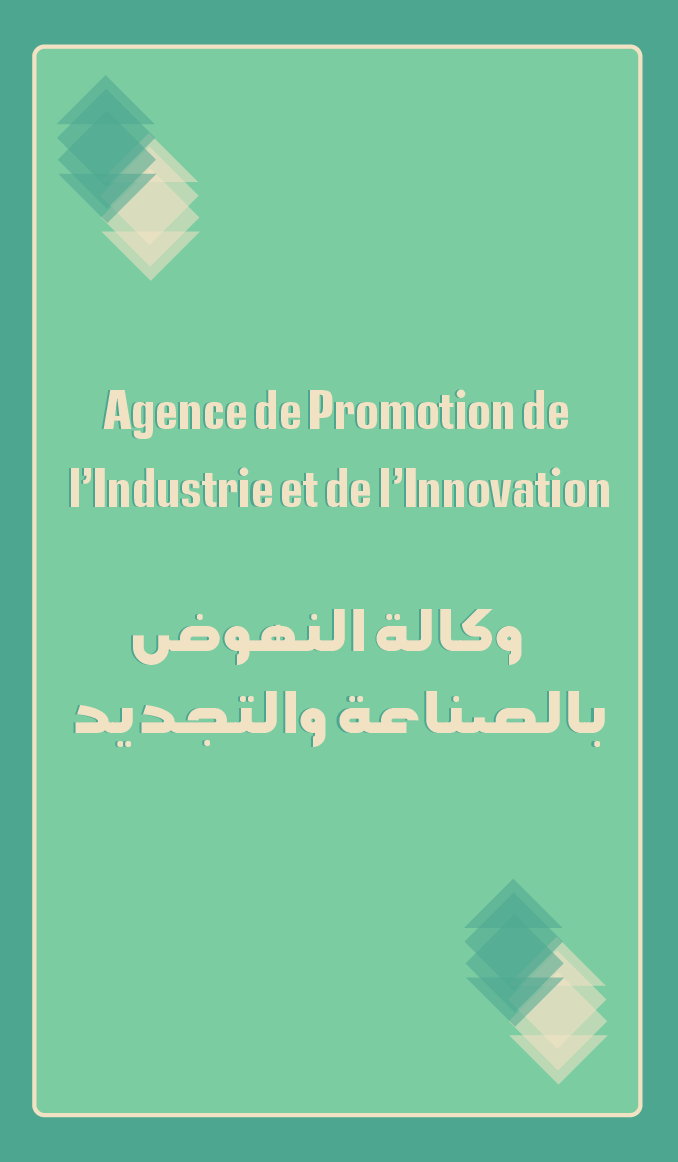 Agence de Promotion de
l’Industrie et de l’Innovation
وكالة النهوض
بالصناعة والتجديد